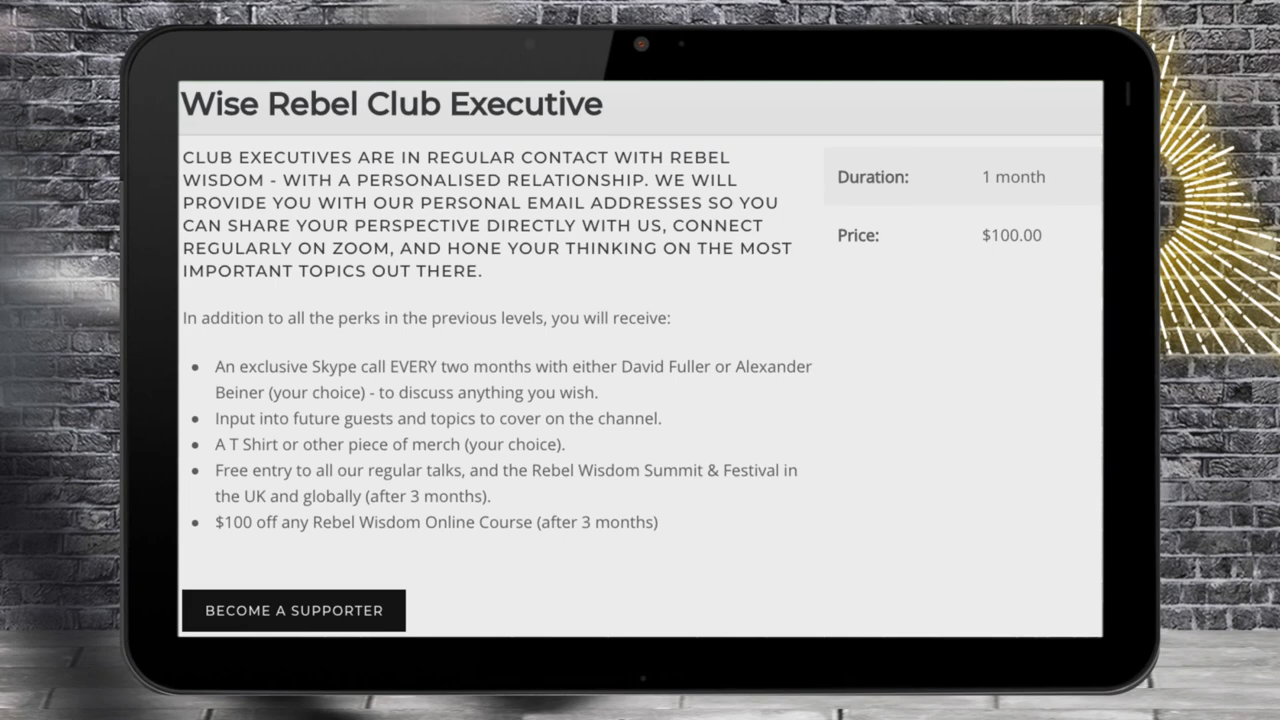 Wise Rebel Club Executive
CLUB EXECUTIVES ARE IN REGULAR CONTACT WITH REBEL
WISDOM - WITH A PERSONALISED RELATIONSHIP. WE WILL
PROVIDE YOU WITH OUR PERSONAL EMAIL ADDRESSES SO YOU
CAN SHARE YOUR PERSPECTIVE DIRECTLY WITH US, CONNECT
REGULARLY ON ZOOM, AND HONE YOUR THINKING ON THE MOST
IMPORTANT TOPICS OUT THERE.
In addition to all the perks in the previous levels, you will receive:
• An exclusive Skype call EVERY two months with either David Fuller or Alexander
Beiner (your choice) - to discuss anything you wish.
• Input into future guests and topics to cover on the channel.
• A T Shirt or other piece of merch (your choice).
• Free entry to all our regular talks, and the Rebel Wisdom Summit & Festival in
the UK and globally (after 3 months).
• $100 off any Rebel Wisdom Online Course (after 3 months)
BECOME A SUPPORTER
Duration: 1 month
Price: $100.00